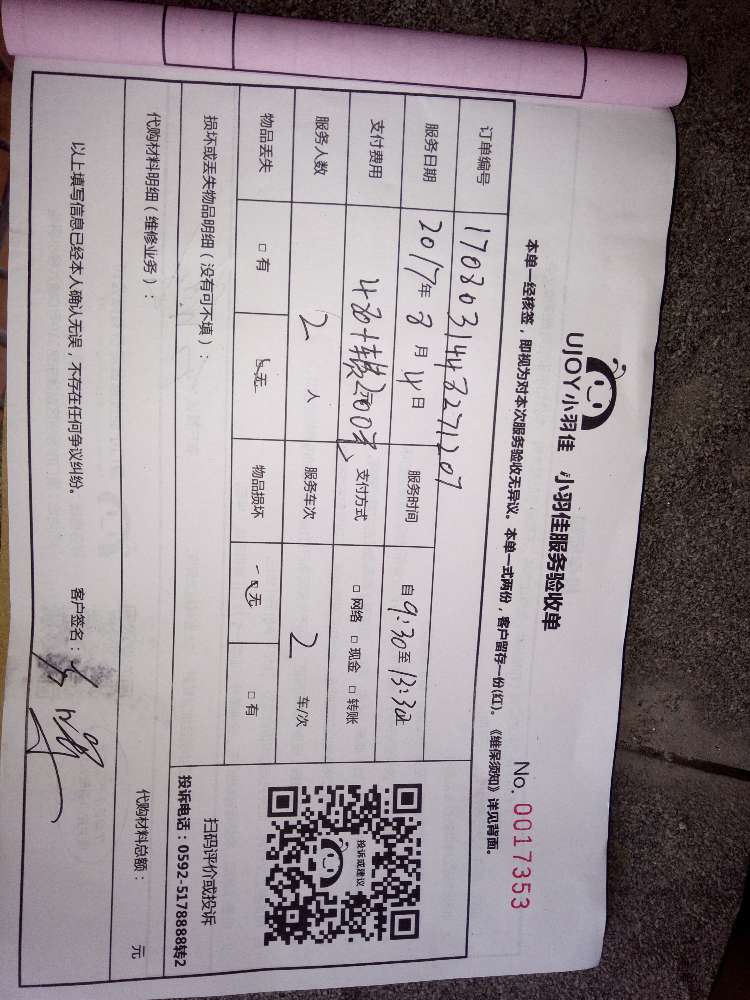 UJOY小羽佳 小羽佳服务验收单
No. 0017353
本单一经核签，即视为对本次服务验收无异议。本单一式两份，客户留存一份(红)。《维保须知》详见背面。
订单编号 1708031448271207
服务日期 2017年 8月 4日 服务时间 自 9:30 至 13:30止
支付费用 支付方式 □ 网络 □ 现金 □ 转账
服务人数 2 人 服务车次 2 车/次
物品丢失 □ 有 □ 无 物品损坏 □ 无 □ 有
损坏或丢失物品明细（没有可不填）：
代购材料明细（维修业务）： 代购材料总额： 元
以上填写信息已经本人确认无误，不存在任何争议纠纷。 客户签名：
投诉或建议
扫码评价或投诉
投诉电话：0592-5178888转2